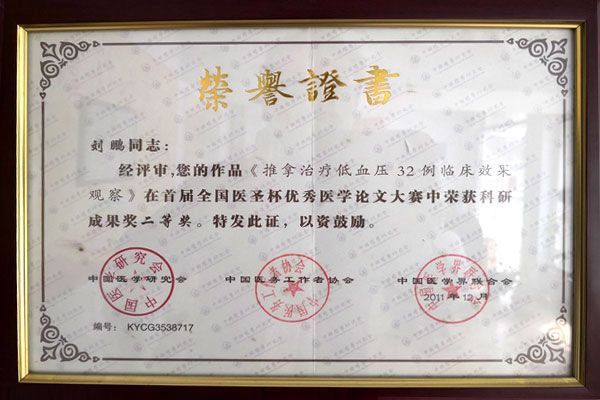 榮譽證書
刘鹏同志:
经评审,您的作品《推拿治疗低血压32例临床效果
观察》在首届全国医圣杯优秀医学论文大赛中荣获科研
成果奖二等奖。特发此证,以资鼓励。
中国医学研究会 中国医务工作者协会 中国医学界联合会
2011年12月
编号: KYCG3538717